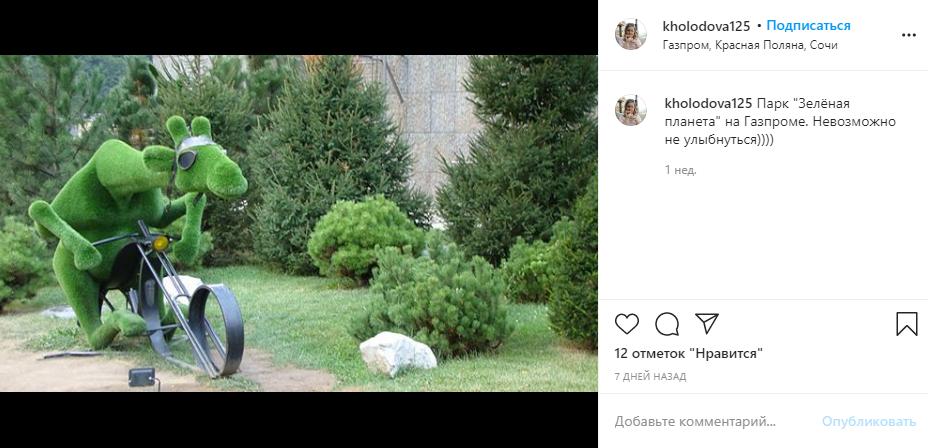 kholodova125 • Подписаться
Газпром, Красная Поляна, Сочи
kholodova125 Парк "Зелёная
планета" на Газпроме. Невозможно
не улыбнуться))))
1 нед.
12 отметок "Нравится"
7 ДНЕЙ НАЗАД
Добавьте комментарий... Опубликовать